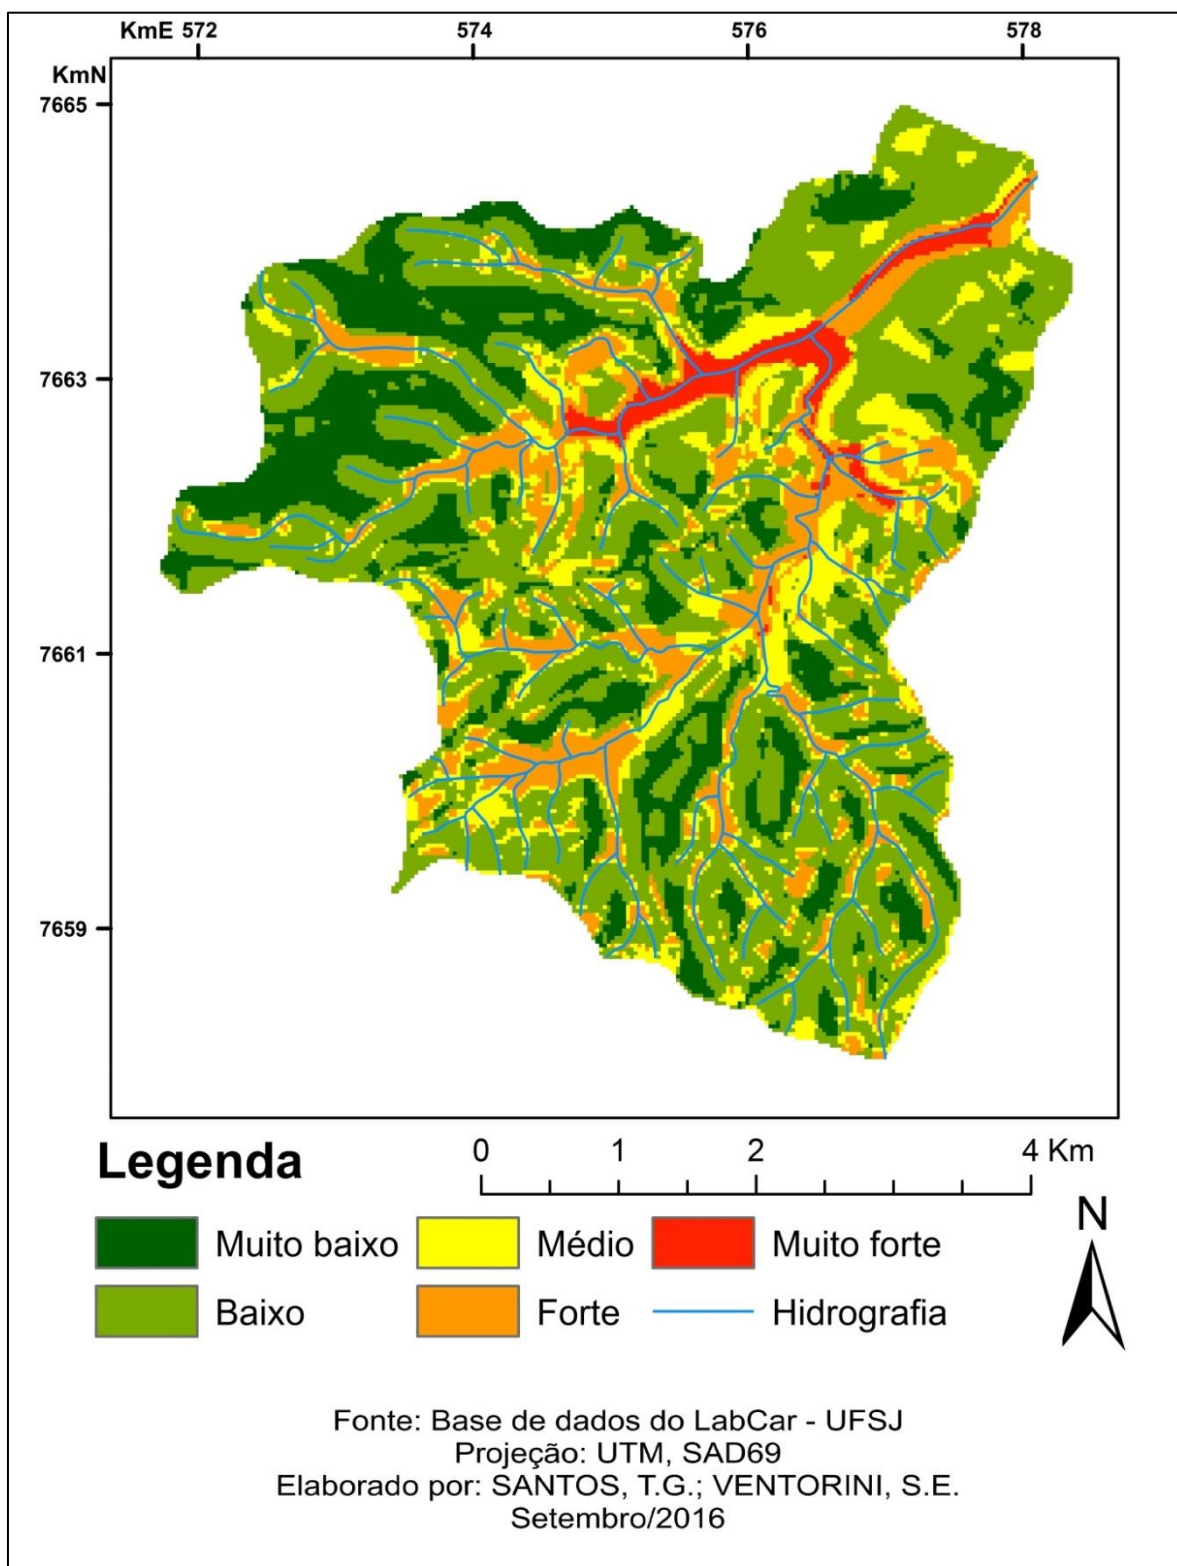 KmE 572 574 576 578
KmN
7665
7663
7661
7659
Legenda
0 1 2 4 Km
N
Muito baixo Médio Muito forte
Baixo Forte Hidrografia
Fonte: Base de dados do LabCar - UFSJ
Projeção: UTM, SAD69
Elaborado por: SANTOS, T.G.; VENTORINI, S.E.
Setembro/2016